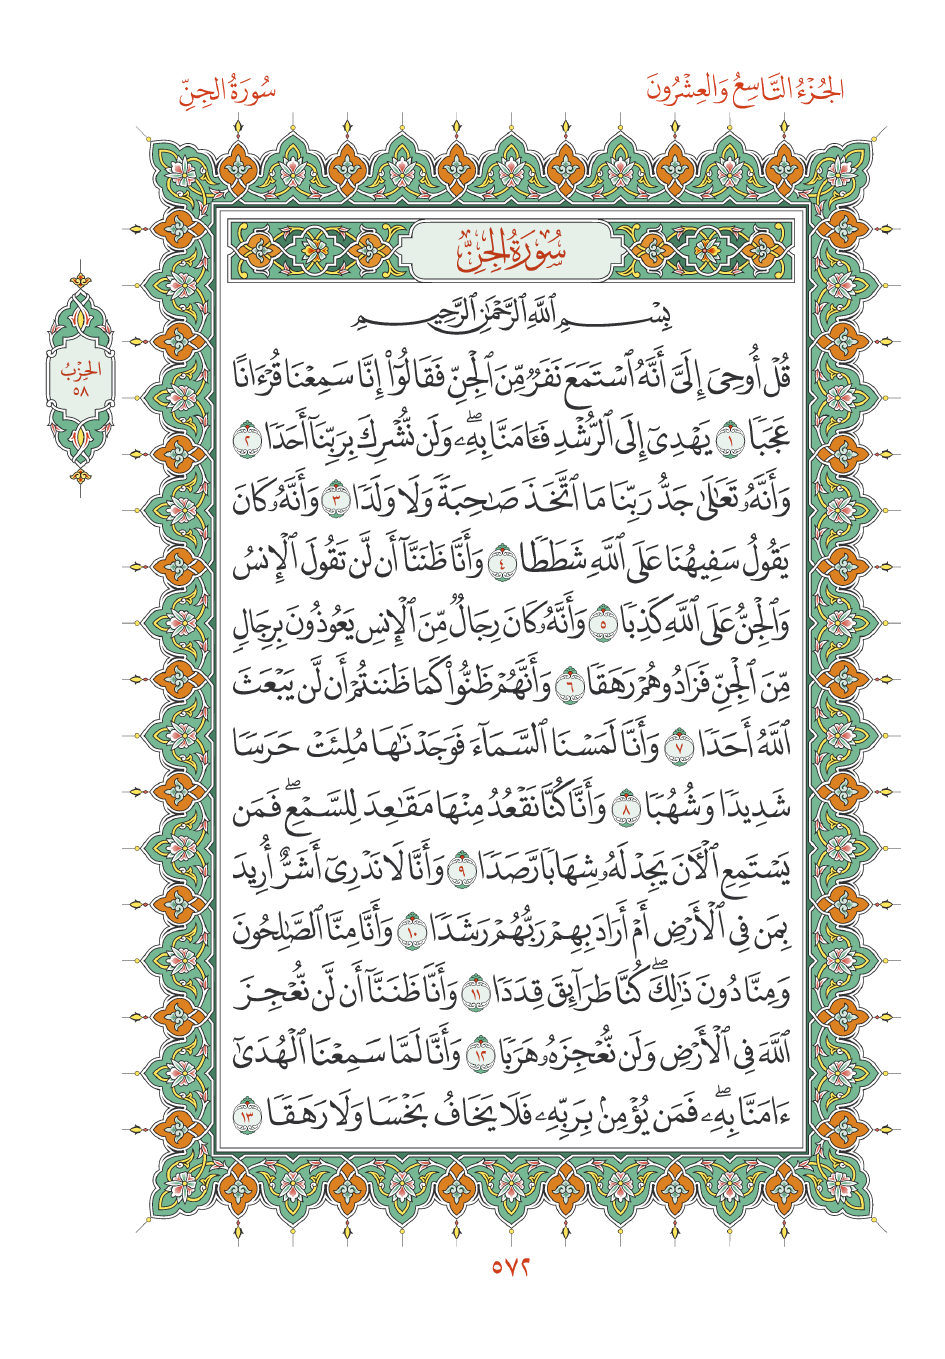 الجُزْءُ التَّاسِعُ وَالعِشْرُونَ
سُورَةُ الجِنِّ
سُورَةُ الجِنِّ
بِسْمِ ٱللَّهِ ٱلرَّحْمَٰنِ ٱلرَّحِيمِ
الحِزْبُ
٥٨
قُلْ أُوحِىَ إِلَىَّ أَنَّهُ ٱسْتَمَعَ نَفَرٌ مِّنَ ٱلْجِنِّ فَقَالُوٓا۟ إِنَّا سَمِعْنَا قُرْءَانًا
عَجَبًا ١ يَهْدِىٓ إِلَى ٱلرُّشْدِ فَـَٔامَنَّا بِهِۦ ۖ وَلَن نُّشْرِكَ بِرَبِّنَآ أَحَدًا ٢
وَأَنَّهُۥ تَعَـٰلَىٰ جَدُّ رَبِّنَا مَا ٱتَّخَذَ صَـٰحِبَةً وَلَا وَلَدًا ٣ وَأَنَّهُۥ كَانَ
يَقُولُ سَفِيهُنَا عَلَى ٱللَّهِ شَطَطًا ٤ وَأَنَّا ظَنَنَّآ أَن لَّن تَقُولَ ٱلْإِنسُ
وَٱلْجِنُّ عَلَى ٱللَّهِ كَذِبًا ٥ وَأَنَّهُۥ كَانَ رِجَالٌ مِّنَ ٱلْإِنسِ يَعُوذُونَ بِرِجَالٍ
مِّنَ ٱلْجِنِّ فَزَادُوهُمْ رَهَقًا ٦ وَأَنَّهُمْ ظَنُّوا۟ كَمَا ظَنَنتُمْ أَن لَّن يَبْعَثَ
ٱللَّهُ أَحَدًا ٧ وَأَنَّا لَمَسْنَا ٱلسَّمَآءَ فَوَجَدْنَـٰهَا مُلِئَتْ حَرَسًا
شَدِيدًا وَشُهُبًا ٨ وَأَنَّا كُنَّا نَقْعُدُ مِنْهَا مَقَـٰعِدَ لِلسَّمْعِ ۖ فَمَن
يَسْتَمِعِ ٱلْـَٔانَ يَجِدْ لَهُۥ شِهَابًا رَّصَدًا ٩ وَأَنَّا لَا نَدْرِىٓ أَشَرٌّ أُرِيدَ
بِمَن فِى ٱلْأَرْضِ أَمْ أَرَادَ بِهِمْ رَبُّهُمْ رَشَدًا ١٠ وَأَنَّا مِنَّا ٱلصَّـٰلِحُونَ
وَمِنَّا دُونَ ذَٰلِكَ ۖ كُنَّا طَرَآئِقَ قِدَدًا ١١ وَأَنَّا ظَنَنَّآ أَن لَّن نُّعْجِزَ
ٱللَّهَ فِى ٱلْأَرْضِ وَلَن نُّعْجِزَهُۥ هَرَبًا ١٢ وَأَنَّا لَمَّا سَمِعْنَا ٱلْهُدَىٰٓ
ءَامَنَّا بِهِۦ ۖ فَمَن يُؤْمِنۢ بِرَبِّهِۦ فَلَا يَخَافُ بَخْسًا وَلَا رَهَقًا ١٣
٥٧٢